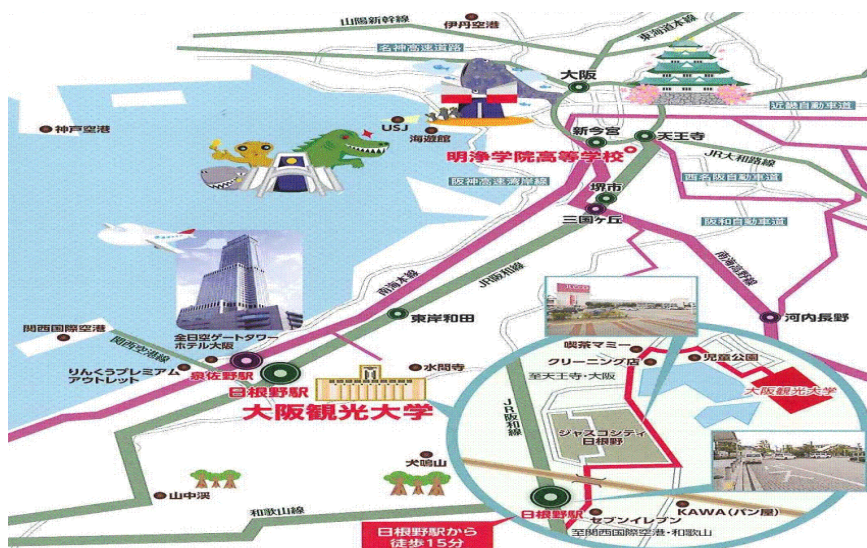 伊丹空港
山陽新幹線
東海道本線
名神高速道路
大阪
近畿自動車道
神戸空港
USJ
海遊館
新今宮
天王寺
明浄学院高等学校
JR大和路線
阪神高速湾岸線
西名阪自動車道
堺市
三国ヶ丘
阪和自動車道
南海本線
JR阪和線
南海高野線
東岸和田
河内長野
関西国際空港
全日空ゲートタワー
ホテル大阪
関西空港線
りんくうプレミアム
アウトレット
泉佐野駅
日根野駅
水間寺
大阪観光大学
喫茶マミー
クリーニング店
児童公園
至天王寺・大阪
大阪観光大学
JR阪和線
ジャスコシティ
日根野
犬鳴山
山中渓
和歌山線
日根野駅
セブンイレブン
KAWA(パン屋)
至関西国際空港・和歌山
日根野駅から
徒歩15分